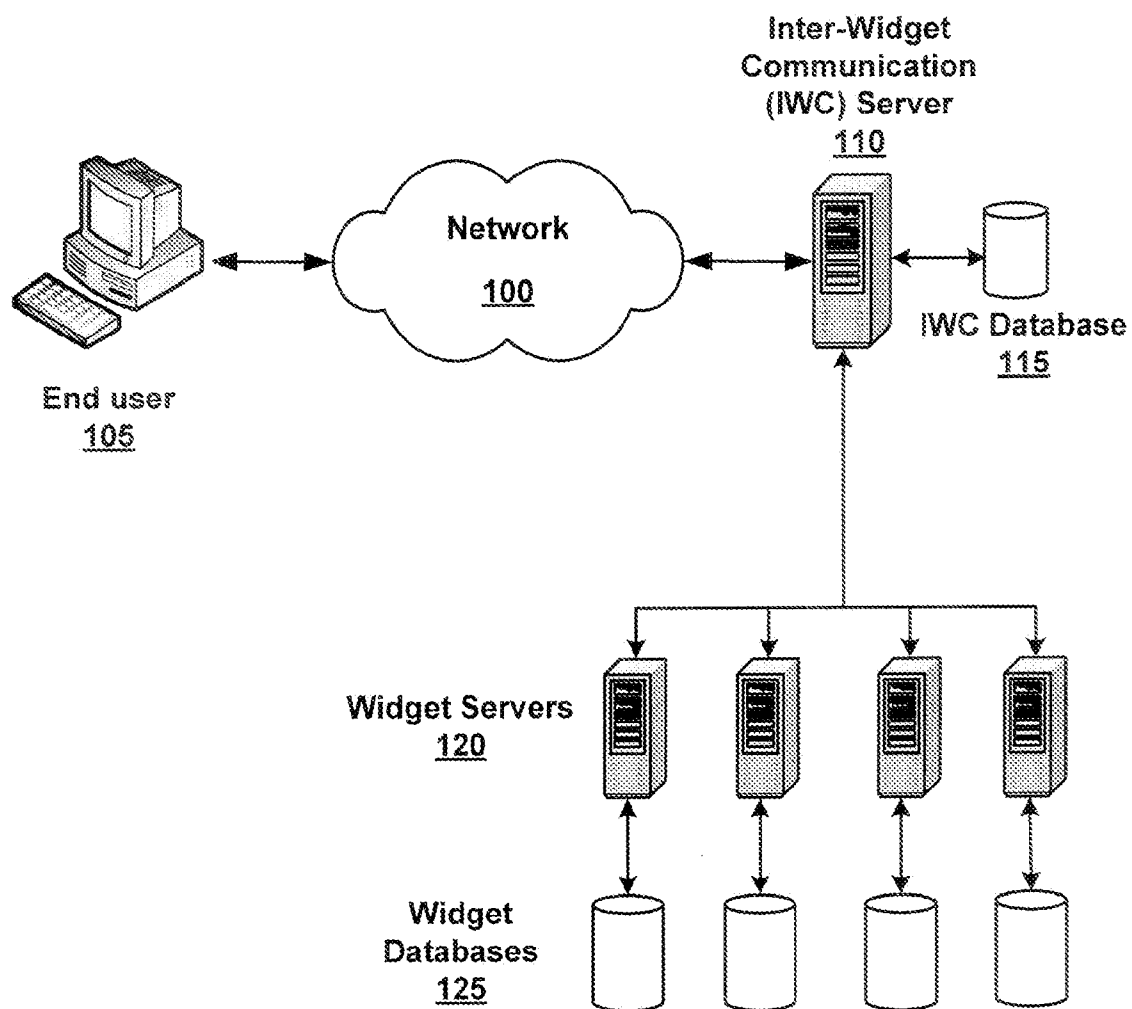 Inter-Widget
Communication
(IWC) Server
110
Network
100
IWC Database
115
End user
105
Widget Servers
120
Widget
Databases
125